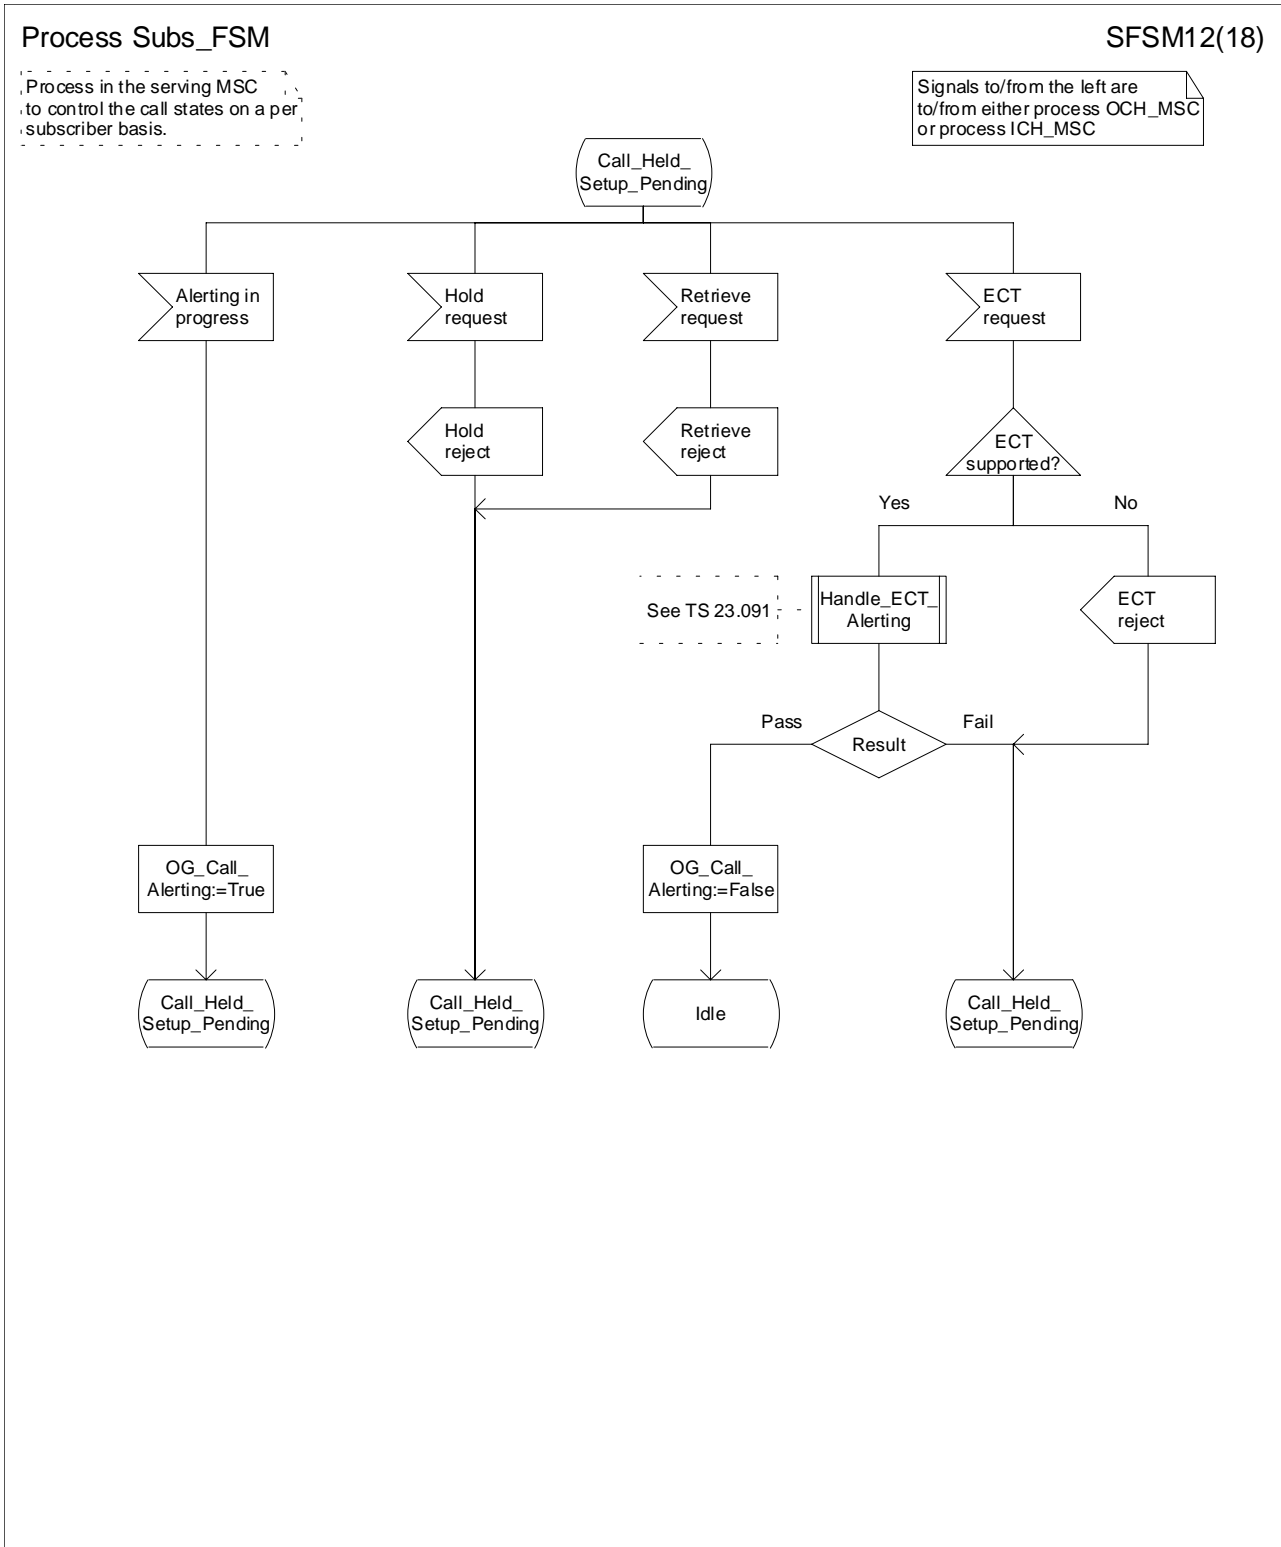 Process Subs_FSM
SFSM12(18)
Process in the serving MSC
to control the call states on a per
subscriber basis.
Signals to/from the left are
to/from either process OCH_MSC
or process ICH_MSC
Call_Held_
Setup_Pending
Alerting in
progress
Hold
request
Retrieve
request
ECT
request
Hold
reject
Retrieve
reject
ECT
supported?
Yes
No
See TS 23.091
Handle_ECT_
Alerting
ECT
reject
Pass
Fail
Result
OG_Call_
Alerting:=True
OG_Call_
Alerting:=False
Call_Held_
Setup_Pending
Call_Held_
Setup_Pending
Idle
Call_Held_
Setup_Pending